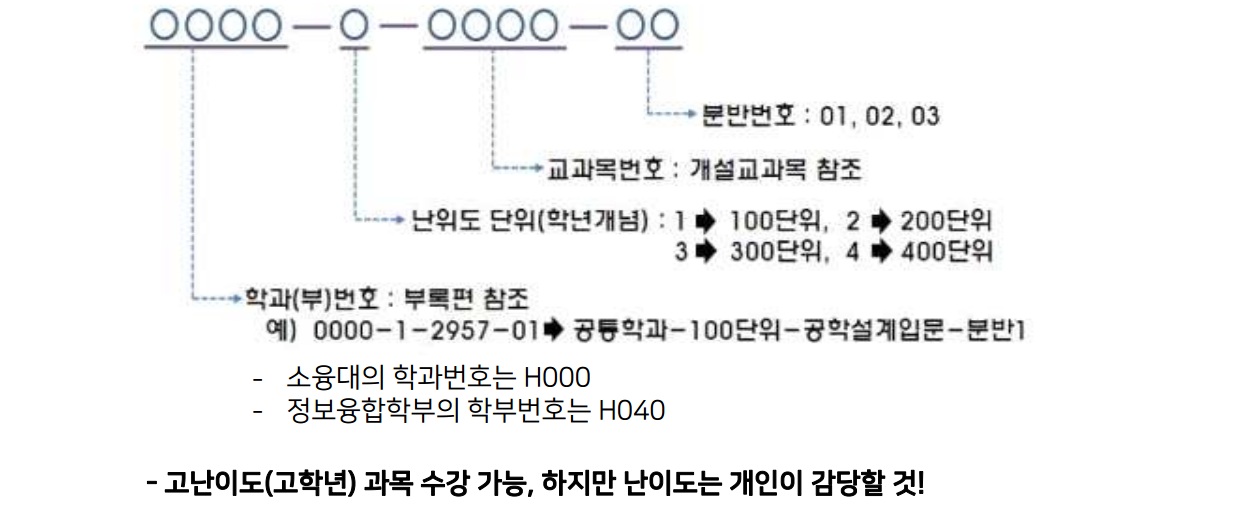 ○○○○ — ○ — ○○○○ — ○○
분반번호 : 01, 02, 03
교과목번호 : 개설교과목 참조
난위도 단위(학년개념) : 1 ➡ 100단위, 2 ➡ 200단위
3 ➡ 300단위, 4 ➡ 400단위
학과(부)번호 : 부록편 참조
예) 0000-1-2957-01➡ 공통학과-100단위-공학설계입문-분반1
- 소융대의 학과번호는 H000
- 정보융합학부의 학부번호는 H040
- 고난이도(고학년) 과목 수강 가능, 하지만 난이도는 개인이 감당할 것!